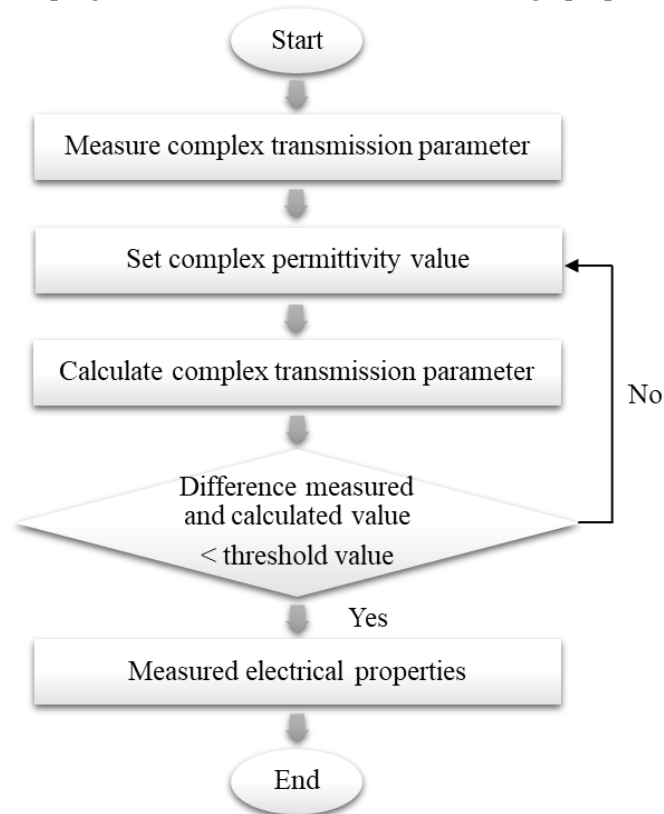 Start
Measure complex transmission parameter
Set complex permittivity value
Calculate complex transmission parameter
No
Difference measured
and calculated value
< threshold value
Yes
Measured electrical properties
End